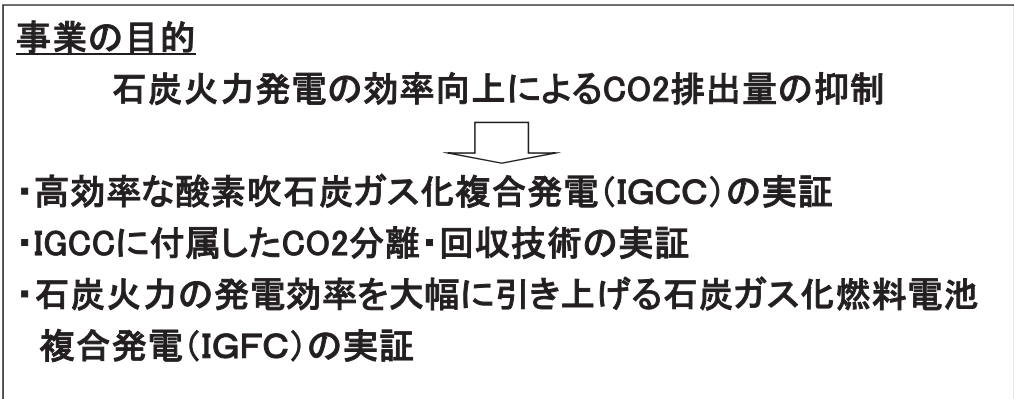 事業の目的
石炭火力発電の効率向上によるCO2排出量の抑制
・高効率な酸素吹石炭ガス化複合発電(IGCC)の実証
・IGCCに付属したCO2分離・回収技術の実証
・石炭火力の発電効率を大幅に引き上げる石炭ガス化燃料電池
複合発電(IGFC)の実証